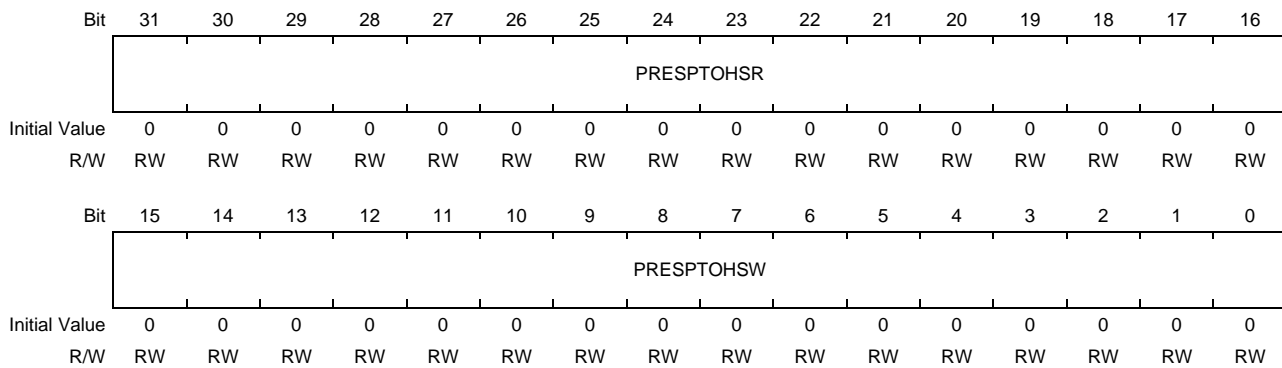 Bit 31 30 29 28 27 26 25 24 23 22 21 20 19 18 17 16
PRESPTOHSR
Initial Value 0 0 0 0 0 0 0 0 0 0 0 0 0 0 0 0
R/W RW RW RW RW RW RW RW RW RW RW RW RW RW RW RW RW
Bit 15 14 13 12 11 10 9 8 7 6 5 4 3 2 1 0
PRESPTOHSW
Initial Value 0 0 0 0 0 0 0 0 0 0 0 0 0 0 0 0
R/W RW RW RW RW RW RW RW RW RW RW RW RW RW RW RW RW